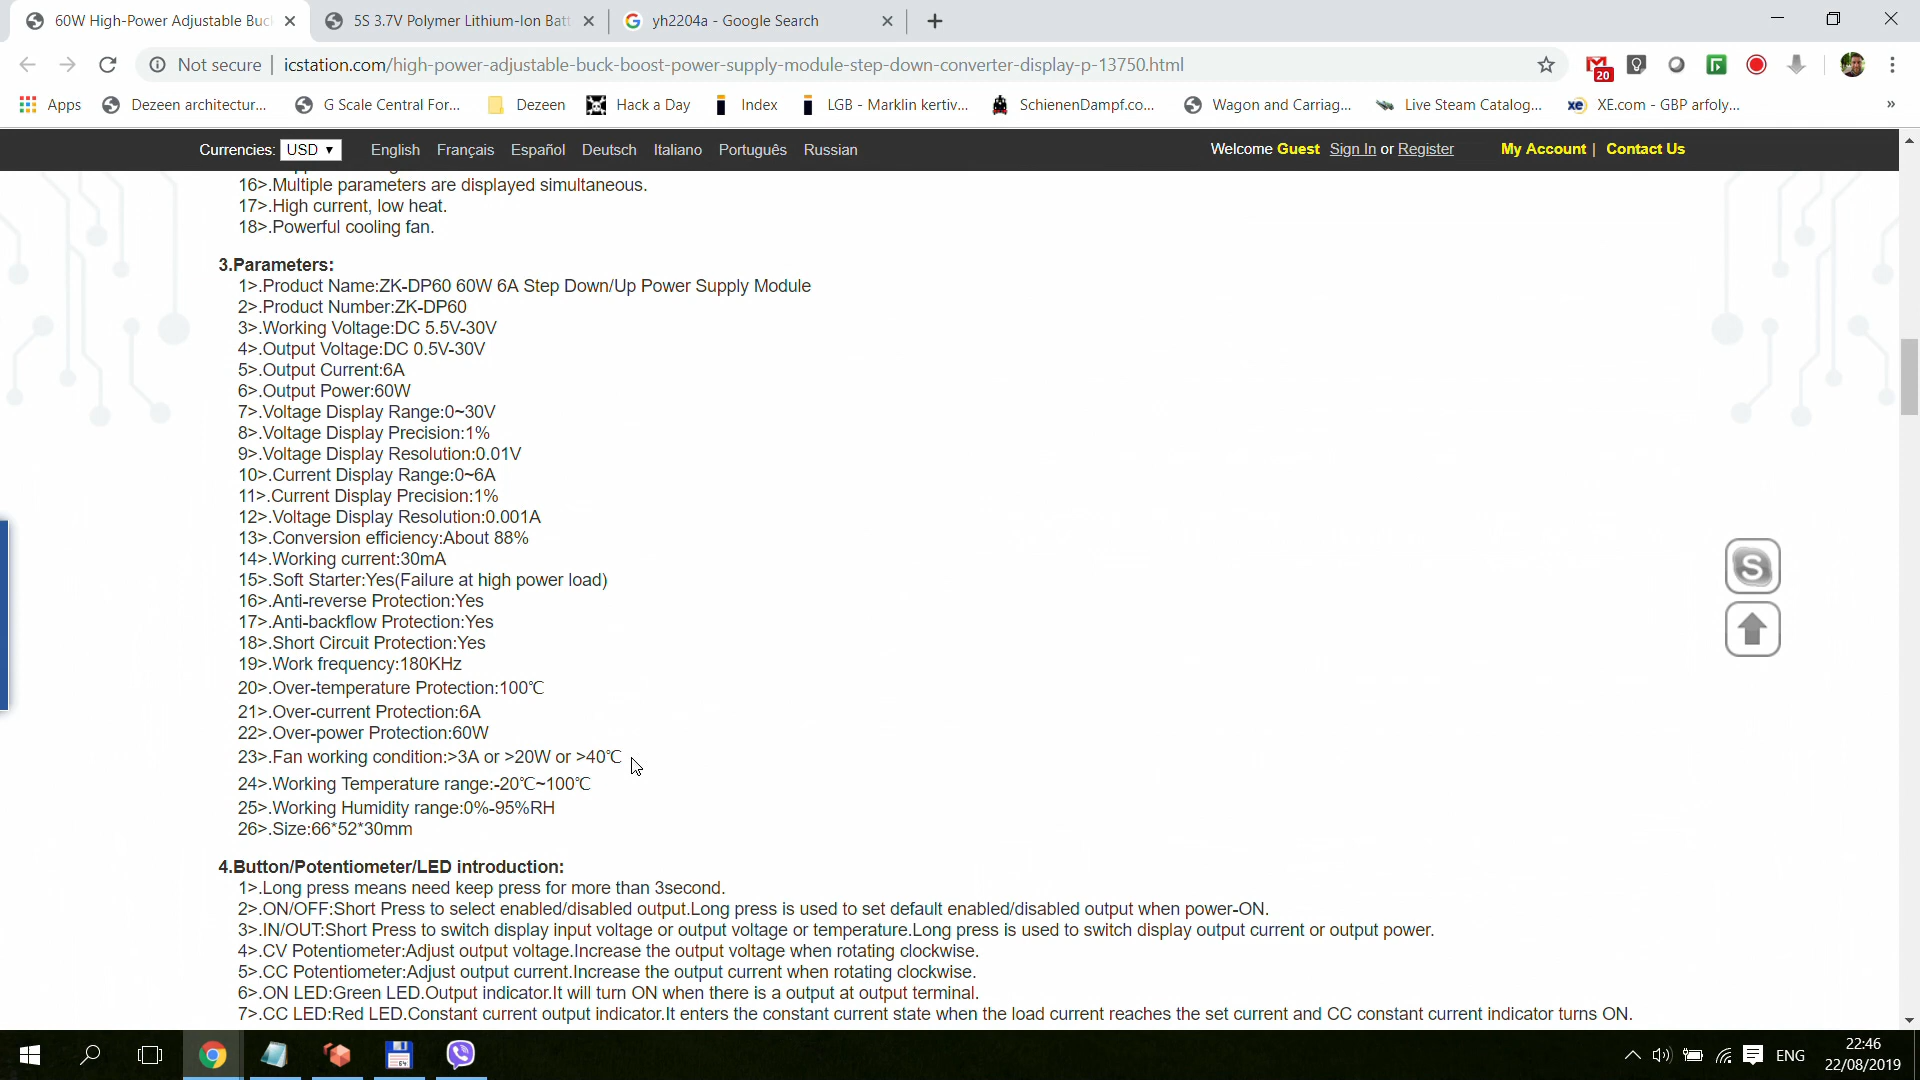 60W High-Power Adjustable Buc
5S 3.7V Polymer Lithium-Ion Batt
yh2204a - Google Search
Not secure | icstation.com/high-power-adjustable-buck-boost-power-supply-module-step-down-converter-display-p-13750.html
20
Apps
Dezeen architectur...
G Scale Central For...
Dezeen
Hack a Day
Index
LGB - Marklin kertiv...
SchienenDampf.co...
Wagon and Carriag...
Live Steam Catalog...
XE.com - GBP arfoly...
Currencies: USD English Français Español Deutsch Italiano Português Russian
Welcome Guest Sign In or Register My Account | Contact Us
16>.Multiple parameters are displayed simultaneous.
17>.High current, low heat.
18>.Powerful cooling fan.
3.Parameters:
1>.Product Name:ZK-DP60 60W 6A Step Down/Up Power Supply Module
2>.Product Number:ZK-DP60
3>.Working Voltage:DC 5.5V-30V
4>.Output Voltage:DC 0.5V-30V
5>.Output Current:6A
6>.Output Power:60W
7>.Voltage Display Range:0~30V
8>.Voltage Display Precision:1%
9>.Voltage Display Resolution:0.01V
10>.Current Display Range:0~6A
11>.Current Display Precision:1%
12>.Voltage Display Resolution:0.001A
13>.Conversion efficiency:About 88%
14>.Working current:30mA
15>.Soft Starter:Yes(Failure at high power load)
16>.Anti-reverse Protection:Yes
17>.Anti-backflow Protection:Yes
18>.Short Circuit Protection:Yes
19>.Work frequency:180KHz
20>.Over-temperature Protection:100℃
21>.Over-current Protection:6A
22>.Over-power Protection:60W
23>.Fan working condition:>3A or >20W or >40℃
24>.Working Temperature range:-20℃~100℃
25>.Working Humidity range:0%-95%RH
26>.Size:66*52*30mm
4.Button/Potentiometer/LED introduction:
1>.Long press means need keep press for more than 3second.
2>.ON/OFF:Short Press to select enabled/disabled output.Long press is used to set default enabled/disabled output when power-ON.
3>.IN/OUT:Short Press to switch display input voltage or output voltage or temperature.Long press is used to switch display output current or output power.
4>.CV Potentiometer:Adjust output voltage.Increase the output voltage when rotating clockwise.
5>.CC Potentiometer:Adjust output current.Increase the output current when rotating clockwise.
6>.ON LED:Green LED.Output indicator.It will turn ON when there is a output at output terminal.
7>.CC LED:Red LED.Constant current output indicator.It enters the constant current state when the load current reaches the set current and CC constant current indicator turns ON.
ENG
22:46
22/08/2019